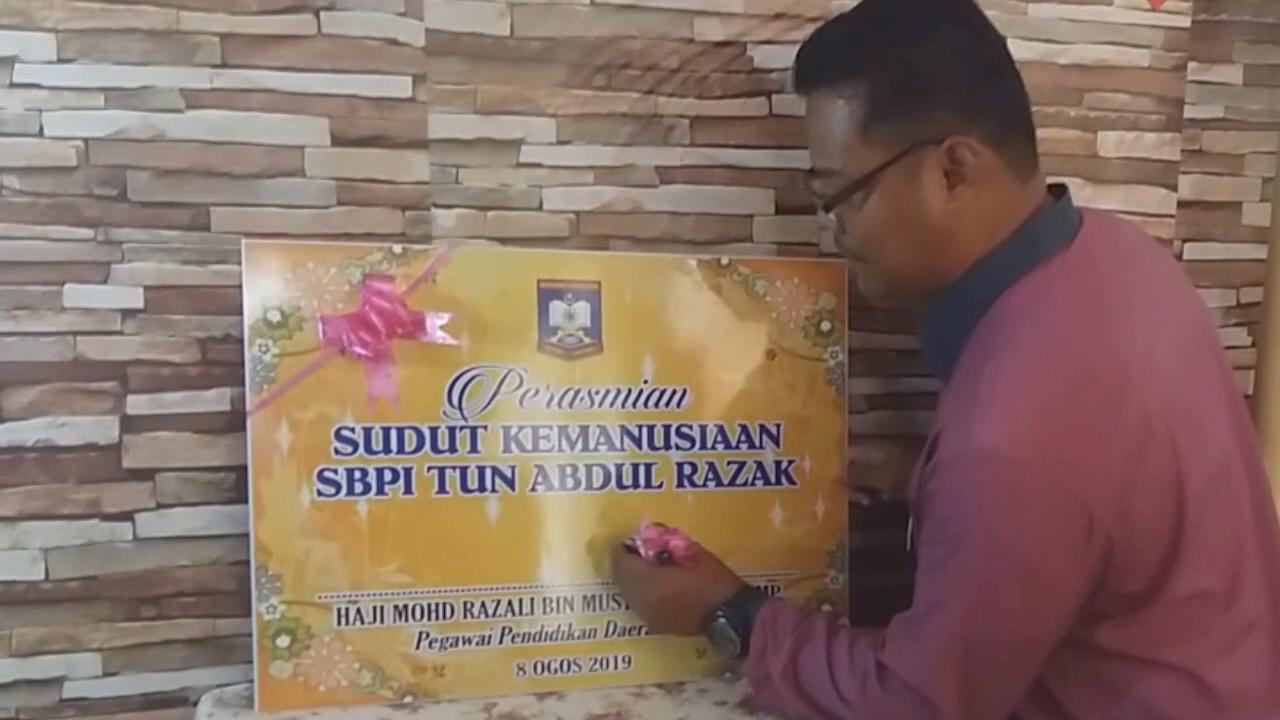 Perasmian
SUDUT KEMANUSIAAN
SBPI TUN ABDUL RAZAK
HAJI MOHD RAZALI BIN
Pegawai Pendidikan
8 OGOS 2019